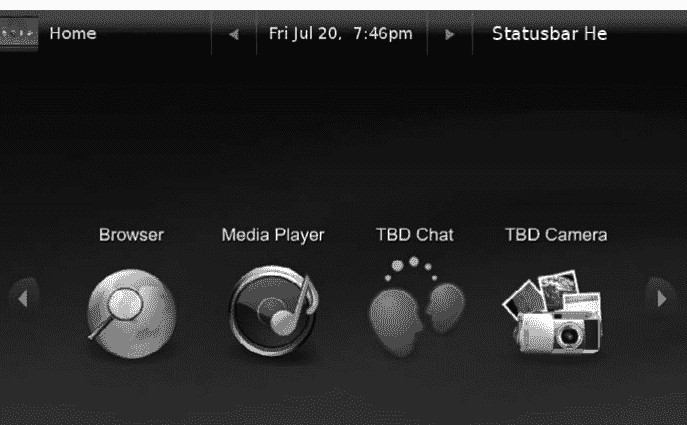 Home
Fri Jul 20, 7:46pm
Statusbar He
Browser
Media Player
TBD Chat
TBD Camera